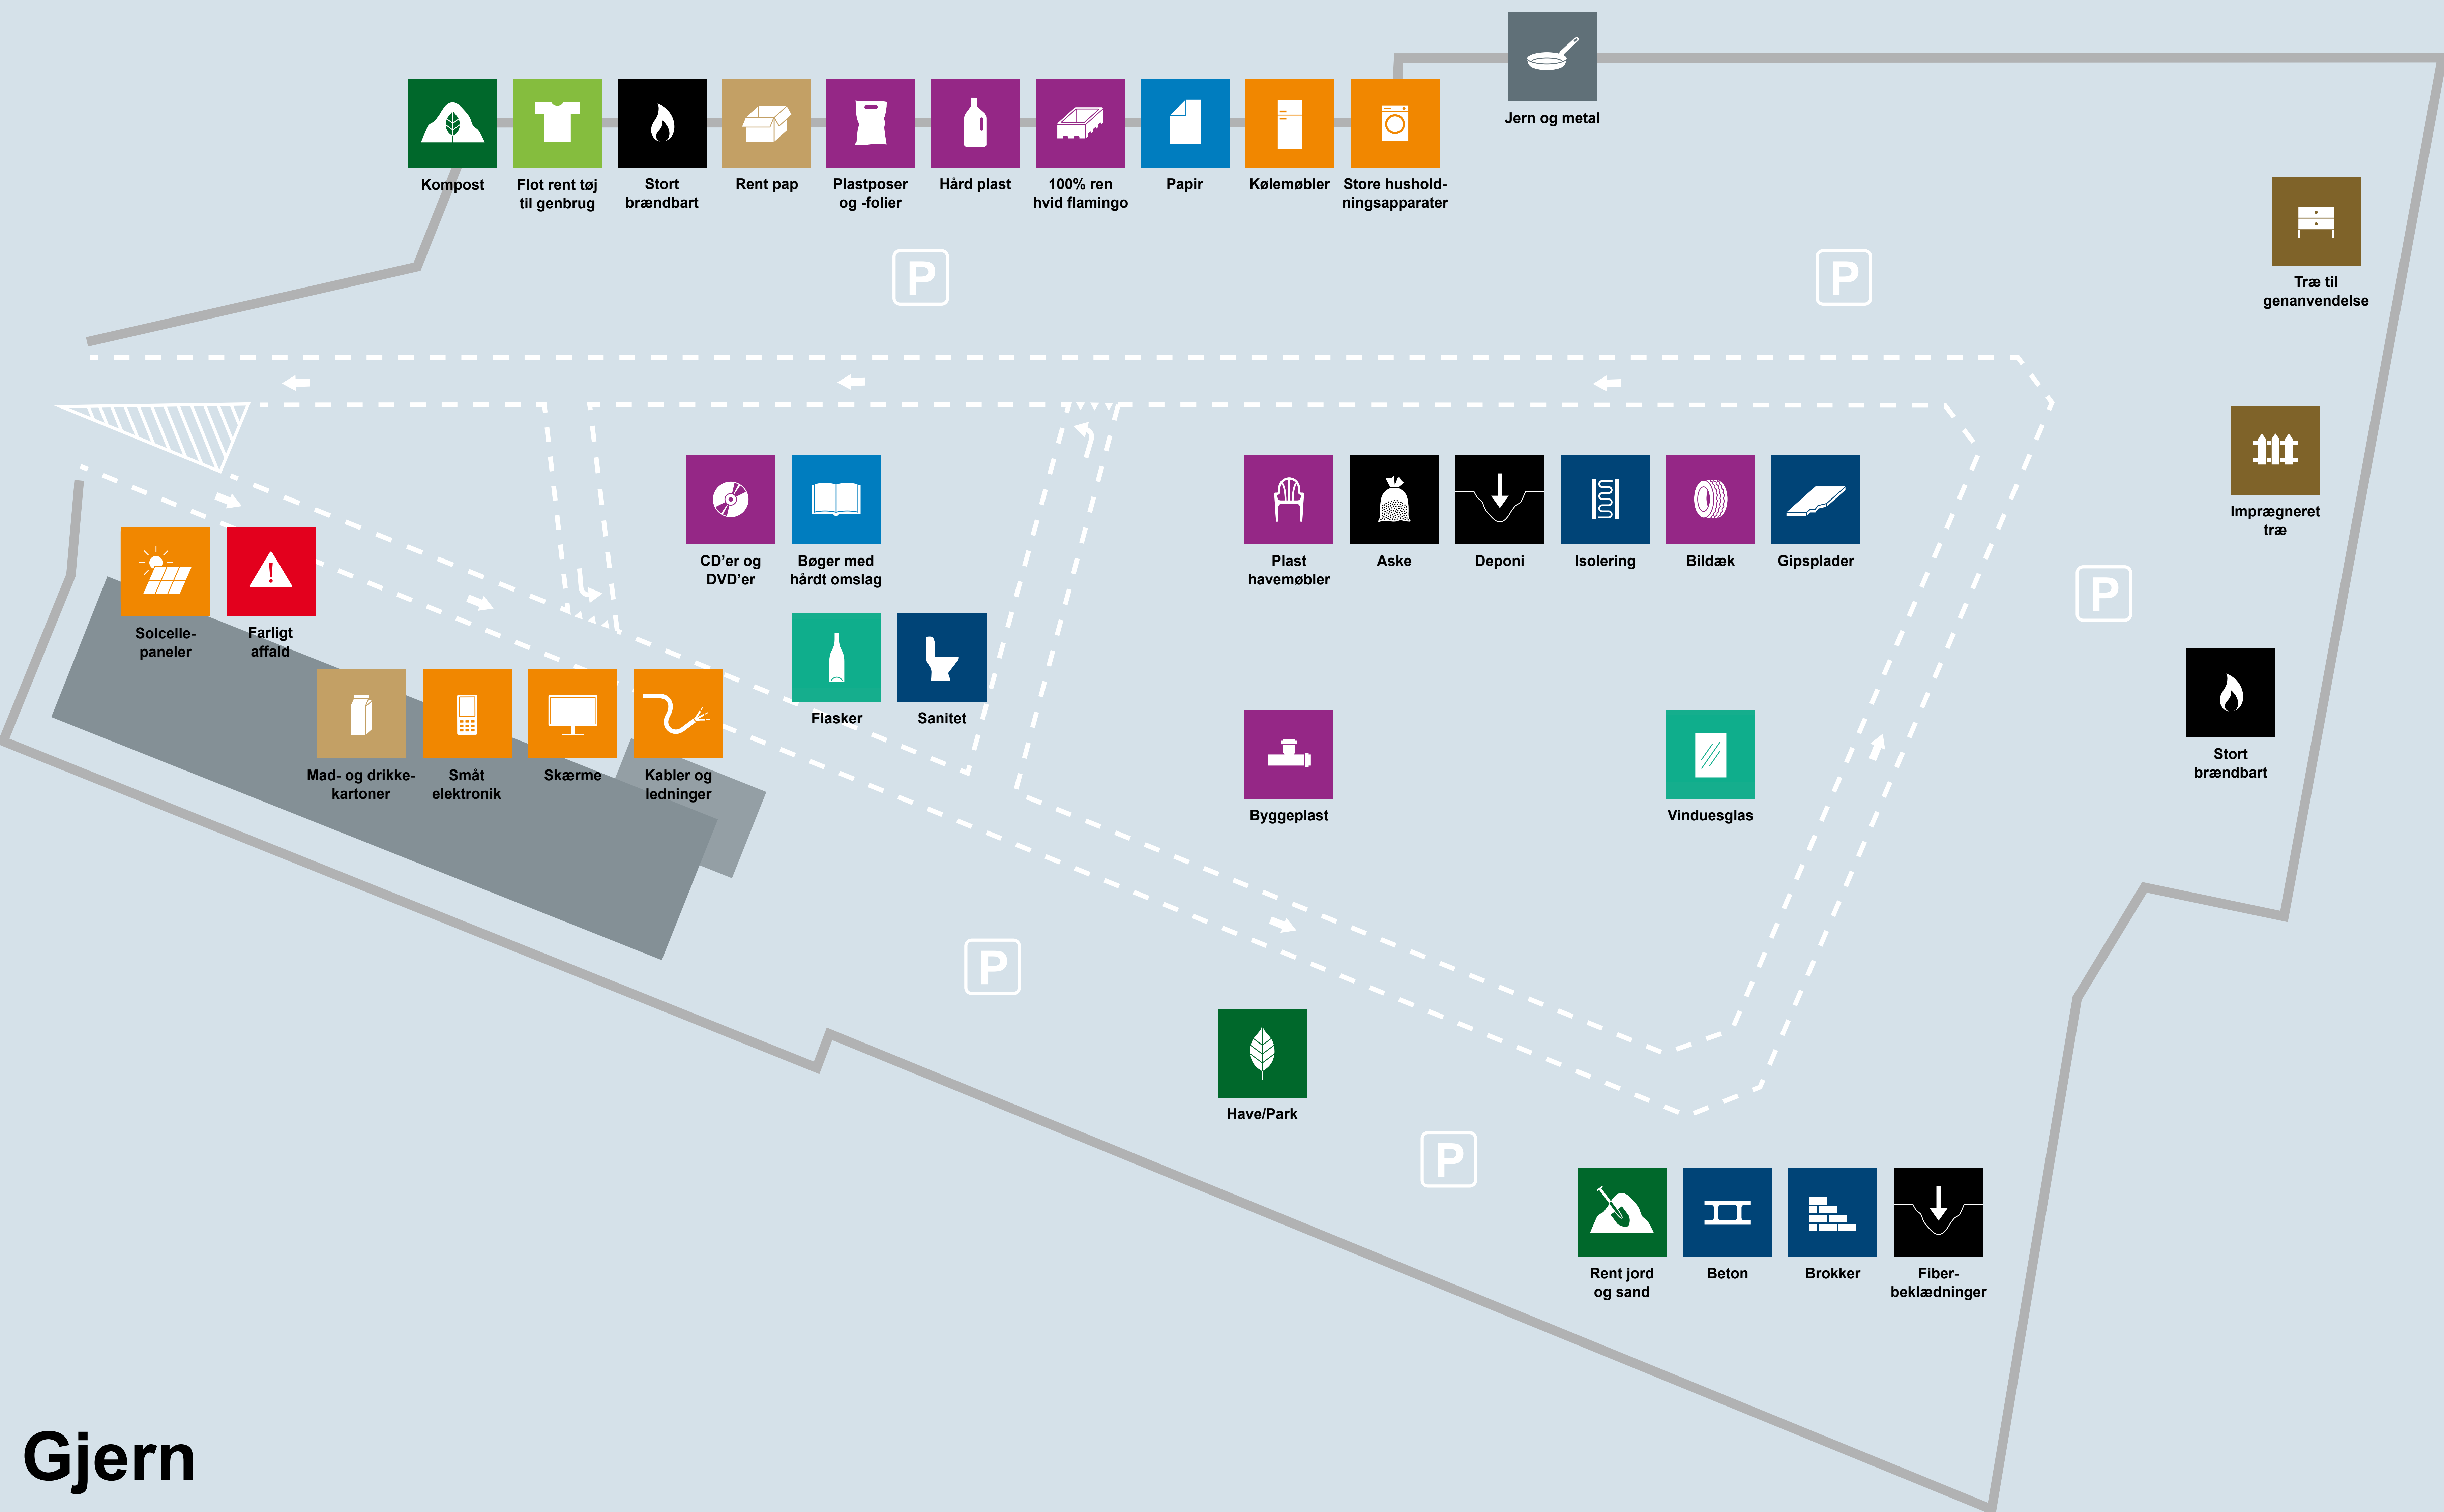 Jern og metal
Kompost
Flot rent tøj
til genbrug
Stort
brændbart
Rent pap
Plastposer
og -folier
Hård plast
100% ren
hvid flamingo
Papir
Kølemøbler
Store hushold-
ningsapparater
Træ til
genanvendelse
P
P
CD'er og
DVD'er
Bøger med
hårdt omslag
Plast
havemøbler
Aske
Deponi
Isolering
Bildæk
Gipsplader
Imprægneret
træ
P
Solcelle-
paneler
Farligt
affald
Flasker
Sanitet
Mad- og drikke-
kartoner
Småt
elektronik
Skærme
Kabler og
ledninger
Byggeplast
Vinduesglas
Stort
brændbart
P
Have/Park
P
Rent jord
og sand
Beton
Brokker
Fiber-
beklædninger
Gjern